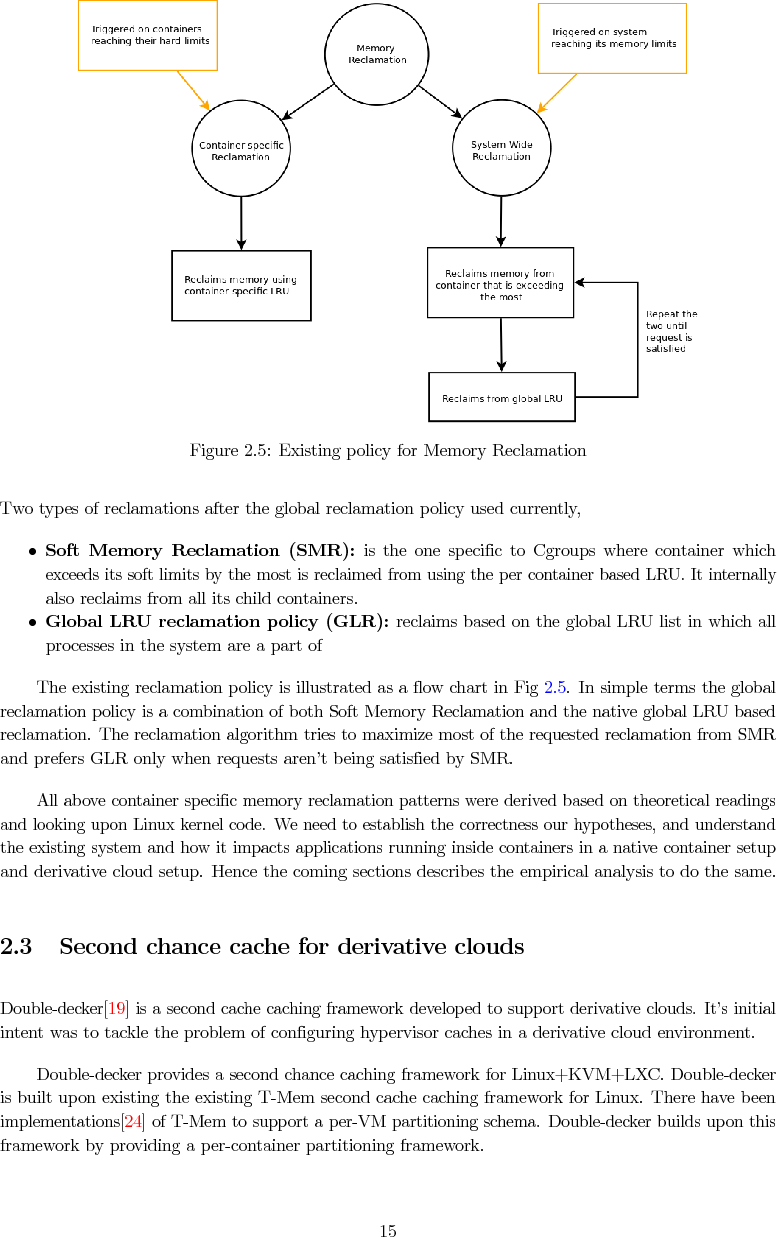 Triggered on containers
reaching their hard limits
Memory
Reclamation
Triggered on system
reaching its memory limits
Container specific
Reclamation
System Wide
Reclamation
Reclaims memory using
container specific LRU
Reclaims memory from
container that is exceeding
the most
Repeat the
two until
request is
satisfied
Reclaims from global LRU
Figure 2.5: Existing policy for Memory Reclamation
Two types of reclamations after the global reclamation policy used currently,
• Soft Memory Reclamation (SMR): is the one specific to Cgroups where container which
exceeds its soft limits by the most is reclaimed from using the per container based LRU. It internally
also reclaims from all its child containers.
• Global LRU reclamation policy (GLR): reclaims based on the global LRU list in which all
processes in the system are a part of
The existing reclamation policy is illustrated as a flow chart in Fig 2.5. In simple terms the global
reclamation policy is a combination of both Soft Memory Reclamation and the native global LRU based
reclamation. The reclamation algorithm tries to maximize most of the requested reclamation from SMR
and prefers GLR only when requests aren't being satisfied by SMR.
All above container specific memory reclamation patterns were derived based on theoretical readings
and looking upon Linux kernel code. We need to establish the correctness our hypotheses, and understand
the existing system and how it impacts applications running inside containers in a native container setup
and derivative cloud setup. Hence the coming sections describes the empirical analysis to do the same.
2.3 Second chance cache for derivative clouds
Double-decker[19] is a second cache caching framework developed to support derivative clouds. It's initial
intent was to tackle the problem of configuring hypervisor caches in a derivative cloud environment.
Double-decker provides a second chance caching framework for Linux+KVM+LXC. Double-decker
is built upon existing the existing T-Mem second cache caching framework for Linux. There have been
implementations[24] of T-Mem to support a per-VM partitioning schema. Double-decker builds upon this
framework by providing a per-container partitioning framework.
15